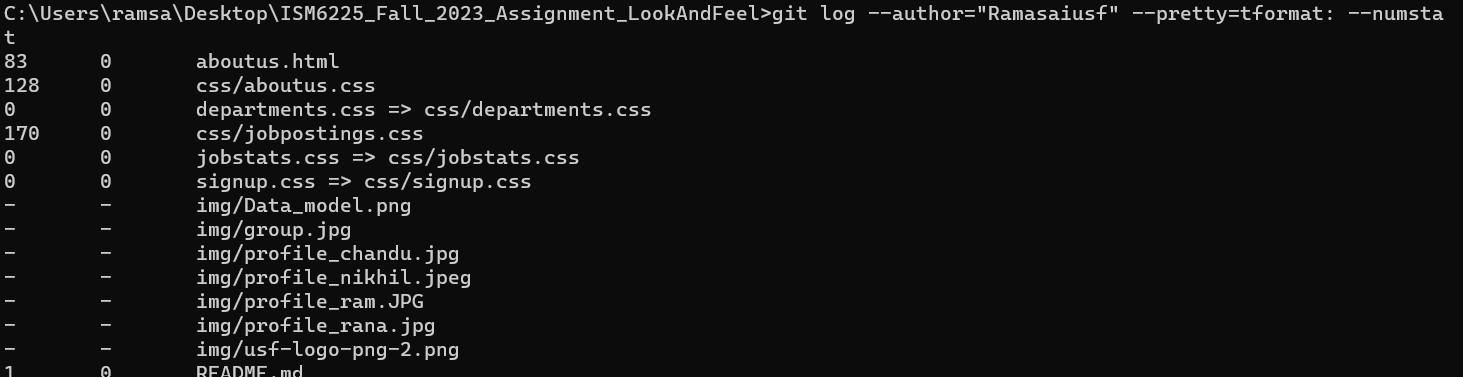 C:\Users\ramsa\Desktop\ISM6225_Fall_2023_Assignment_LookAndFeel>git log --author="Ramasaiusf" --pretty=tformat: --numsta
t
83 0 aboutus.html
128 0 css/aboutus.css
0 0 departments.css => css/departments.css
170 0 css/jobpostings.css
0 0 jobstats.css => css/jobstats.css
0 0 signup.css => css/signup.css
- - img/Data_model.png
- - img/group.jpg
- - img/profile_chandu.jpg
- - img/profile_nikhil.jpeg
- - img/profile_ram.JPG
- - img/profile_rana.jpg
- - img/usf-logo-png-2.png
1 0 README.md